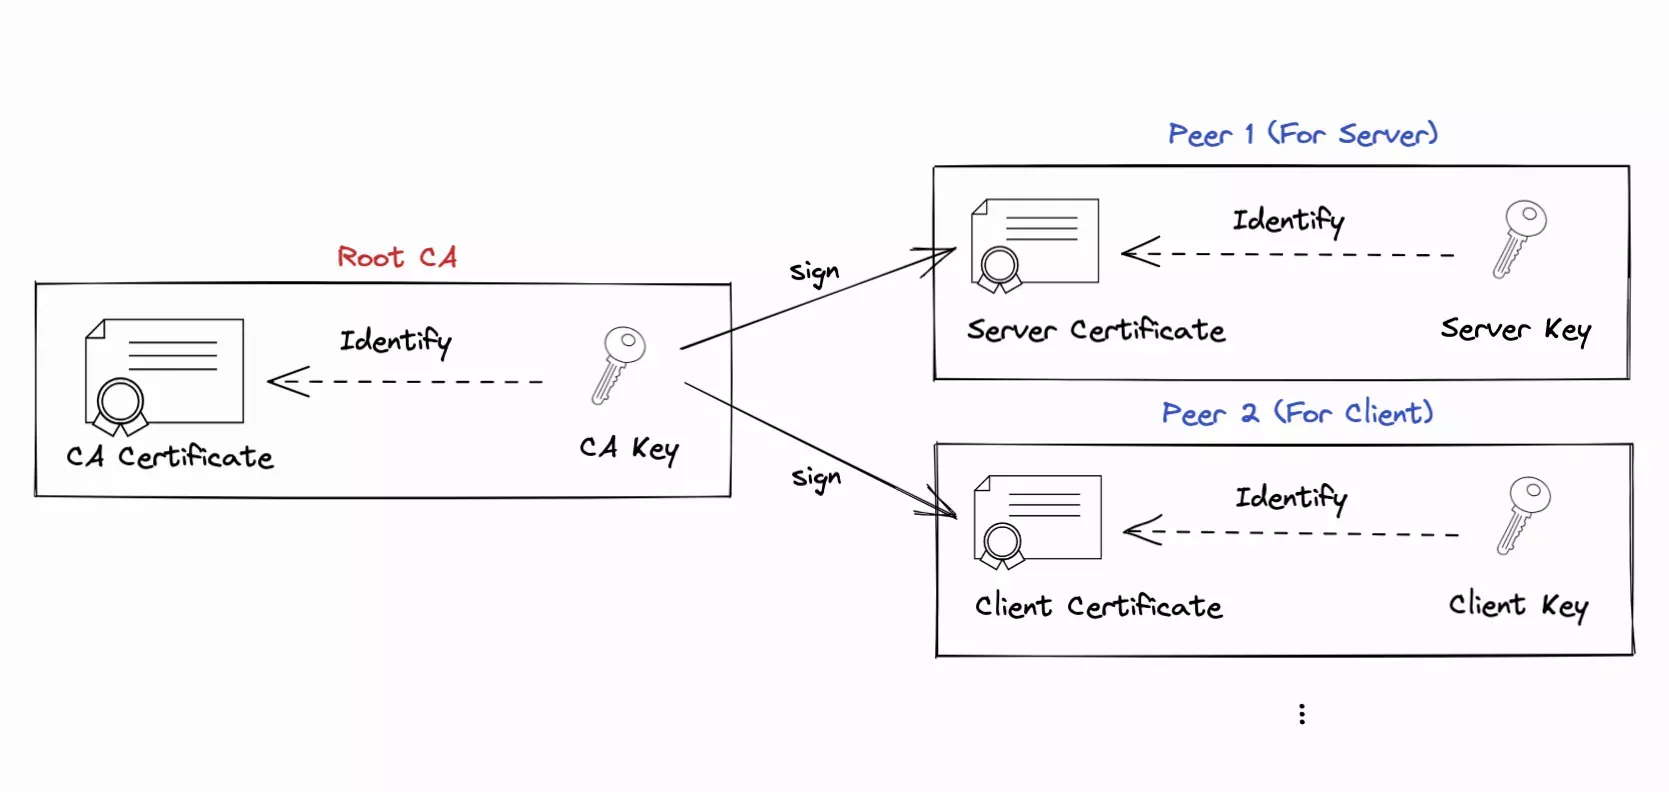 Root CA
Identify
CA Certificate
CA Key
sign
sign
Peer 1 (For Server)
Identify
Server Certificate
Server Key
Peer 2 (For Client)
Identify
Client Certificate
Client Key
⋮